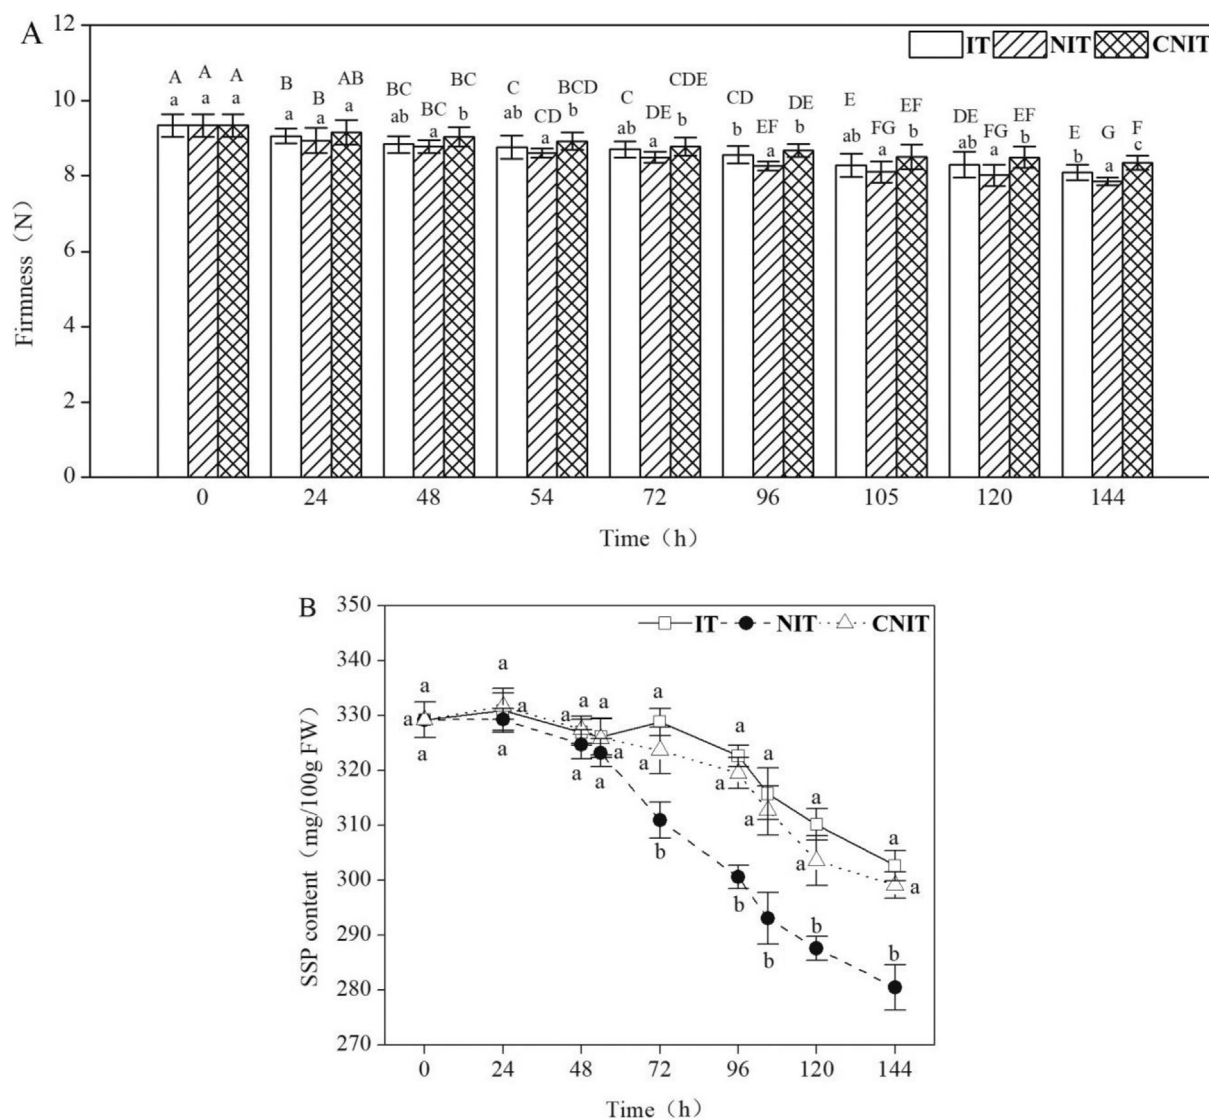 A
12
IT NIT CNIT
A A A
a a a
B B AB
a a a
BC BC BC
ab a b
C CD BCD
ab a b
C DE CDE
ab a b
CD EF DE
b a b
E FG EF
ab a b
DE FG EF
ab a b
E G F
b a c
10
8
6
4
2
0
Firmness（N）
0 24 48 54 72 96 105 120 144
Time（h）
B
350
IT NIT CNIT
340
330
320
310
300
290
280
270
SSP content（mg/100g FW）
a a a
a a a
a a a
a a a
a a b
a a b
a a b
a a b
a a b
0 24 48 72 96 120 144
Time（h）